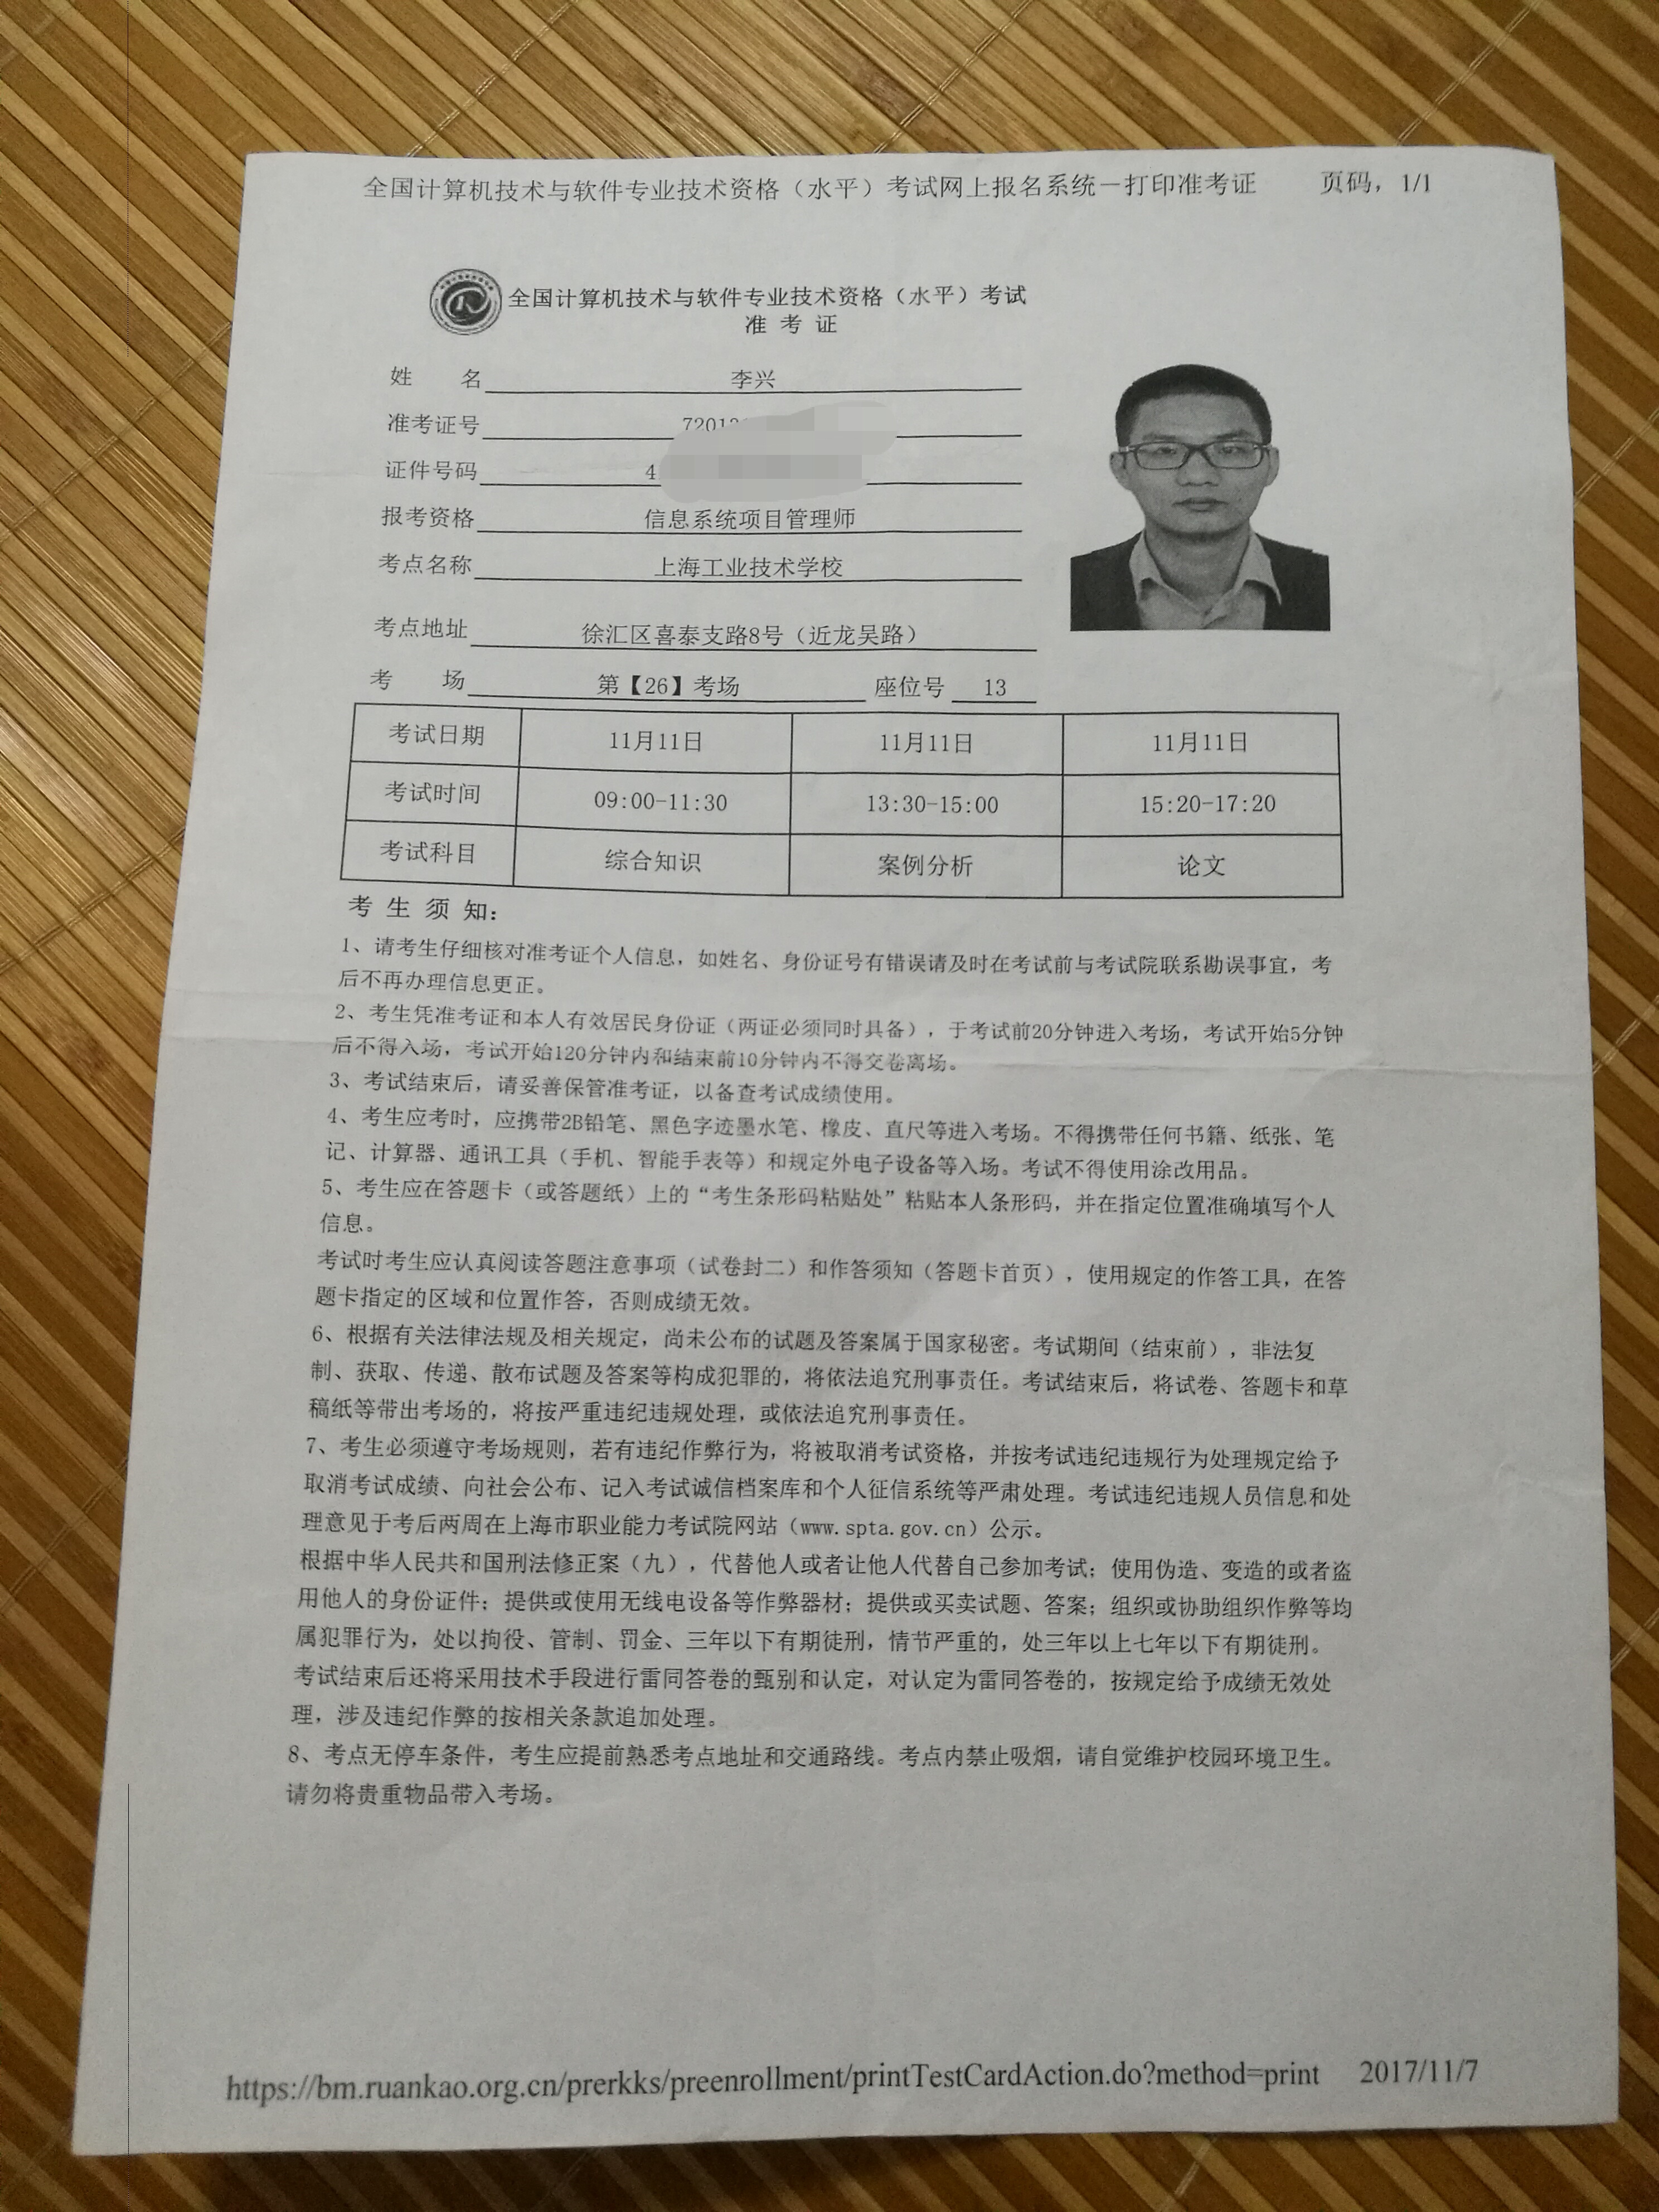 全国计算机技术与软件专业技术资格（水平）考试网上报名系统－打印准考证 页码，1/1
全国计算机技术与软件专业技术资格（水平）考试
准 考 证
姓 名 李兴
准考证号 72012
证件号码 4
报考资格 信息系统项目管理师
考点名称 上海工业技术学校
考点地址 徐汇区喜泰支路8号（近龙吴路）
考 场 第【26】考场 座位号 13
考试日期 11月11日 11月11日 11月11日
考试时间 09:00-11:30 13:30-15:00 15:20-17:20
考试科目 综合知识 案例分析 论文
考 生 须 知：
1、请考生仔细核对准考证个人信息，如姓名、身份证号有错误请及时在考试前与考试院联系勘误事宜，考
后不再办理信息更正。
2、考生凭准考证和本人有效居民身份证（两证必须同时具备），于考试前20分钟进入考场，考试开始5分钟
后不得入场，考试开始120分钟内和结束前10分钟内不得交卷离场。
3、考试结束后，请妥善保管准考证，以备查考试成绩使用。
4、考生应考时，应携带2B铅笔、黑色字迹墨水笔、橡皮、直尺等进入考场。不得携带任何书籍、纸张、笔
记、计算器、通讯工具（手机、智能手表等）和规定外电子设备等入场。考试不得使用涂改用品。
5、考生应在答题卡（或答题纸）上的“考生条形码粘贴处”粘贴本人条形码，并在指定位置准确填写个人
信息。
考试时考生应认真阅读答题注意事项（试卷封二）和作答须知（答题卡首页），使用规定的作答工具，在答
题卡指定的区域和位置作答，否则成绩无效。
6、根据有关法律法规及相关规定，尚未公布的试题及答案属于国家秘密。考试期间（结束前），非法复
制、获取、传递、散布试题及答案等构成犯罪的，将依法追究刑事责任。考试结束后，将试卷、答题卡和草
稿纸等带出考场的，将按严重违纪违规处理，或依法追究刑事责任。
7、考生必须遵守考场规则，若有违纪作弊行为，将被取消考试资格，并按考试违纪违规行为处理规定给予
取消考试成绩、向社会公布、记入考试诚信档案库和个人征信系统等严肃处理。考试违纪违规人员信息和处
理意见于考后两周在上海市职业能力考试院网站（www.spta.gov.cn）公示。
根据中华人民共和国刑法修正案（九），代替他人或者让他人代替自己参加考试；使用伪造、变造的或者盗
用他人的身份证件；提供或使用无线电设备等作弊器材；提供或买卖试题、答案；组织或协助组织作弊等均
属犯罪行为，处以拘役、管制、罚金、三年以下有期徒刑，情节严重的，处三年以上七年以下有期徒刑。
考试结束后还将采用技术手段进行雷同答卷的甄别和认定，对认定为雷同答卷的，按规定给予成绩无效处
理，涉及违纪作弊的按相关条款追加处理。
8、考点无停车条件，考生应提前熟悉考点地址和交通路线。考点内禁止吸烟，请自觉维护校园环境卫生。
请勿将贵重物品带入考场。
https://bm.ruankao.org.cn/prerkks/preenrollment/printTestCardAction.do?method=print 2017/11/7